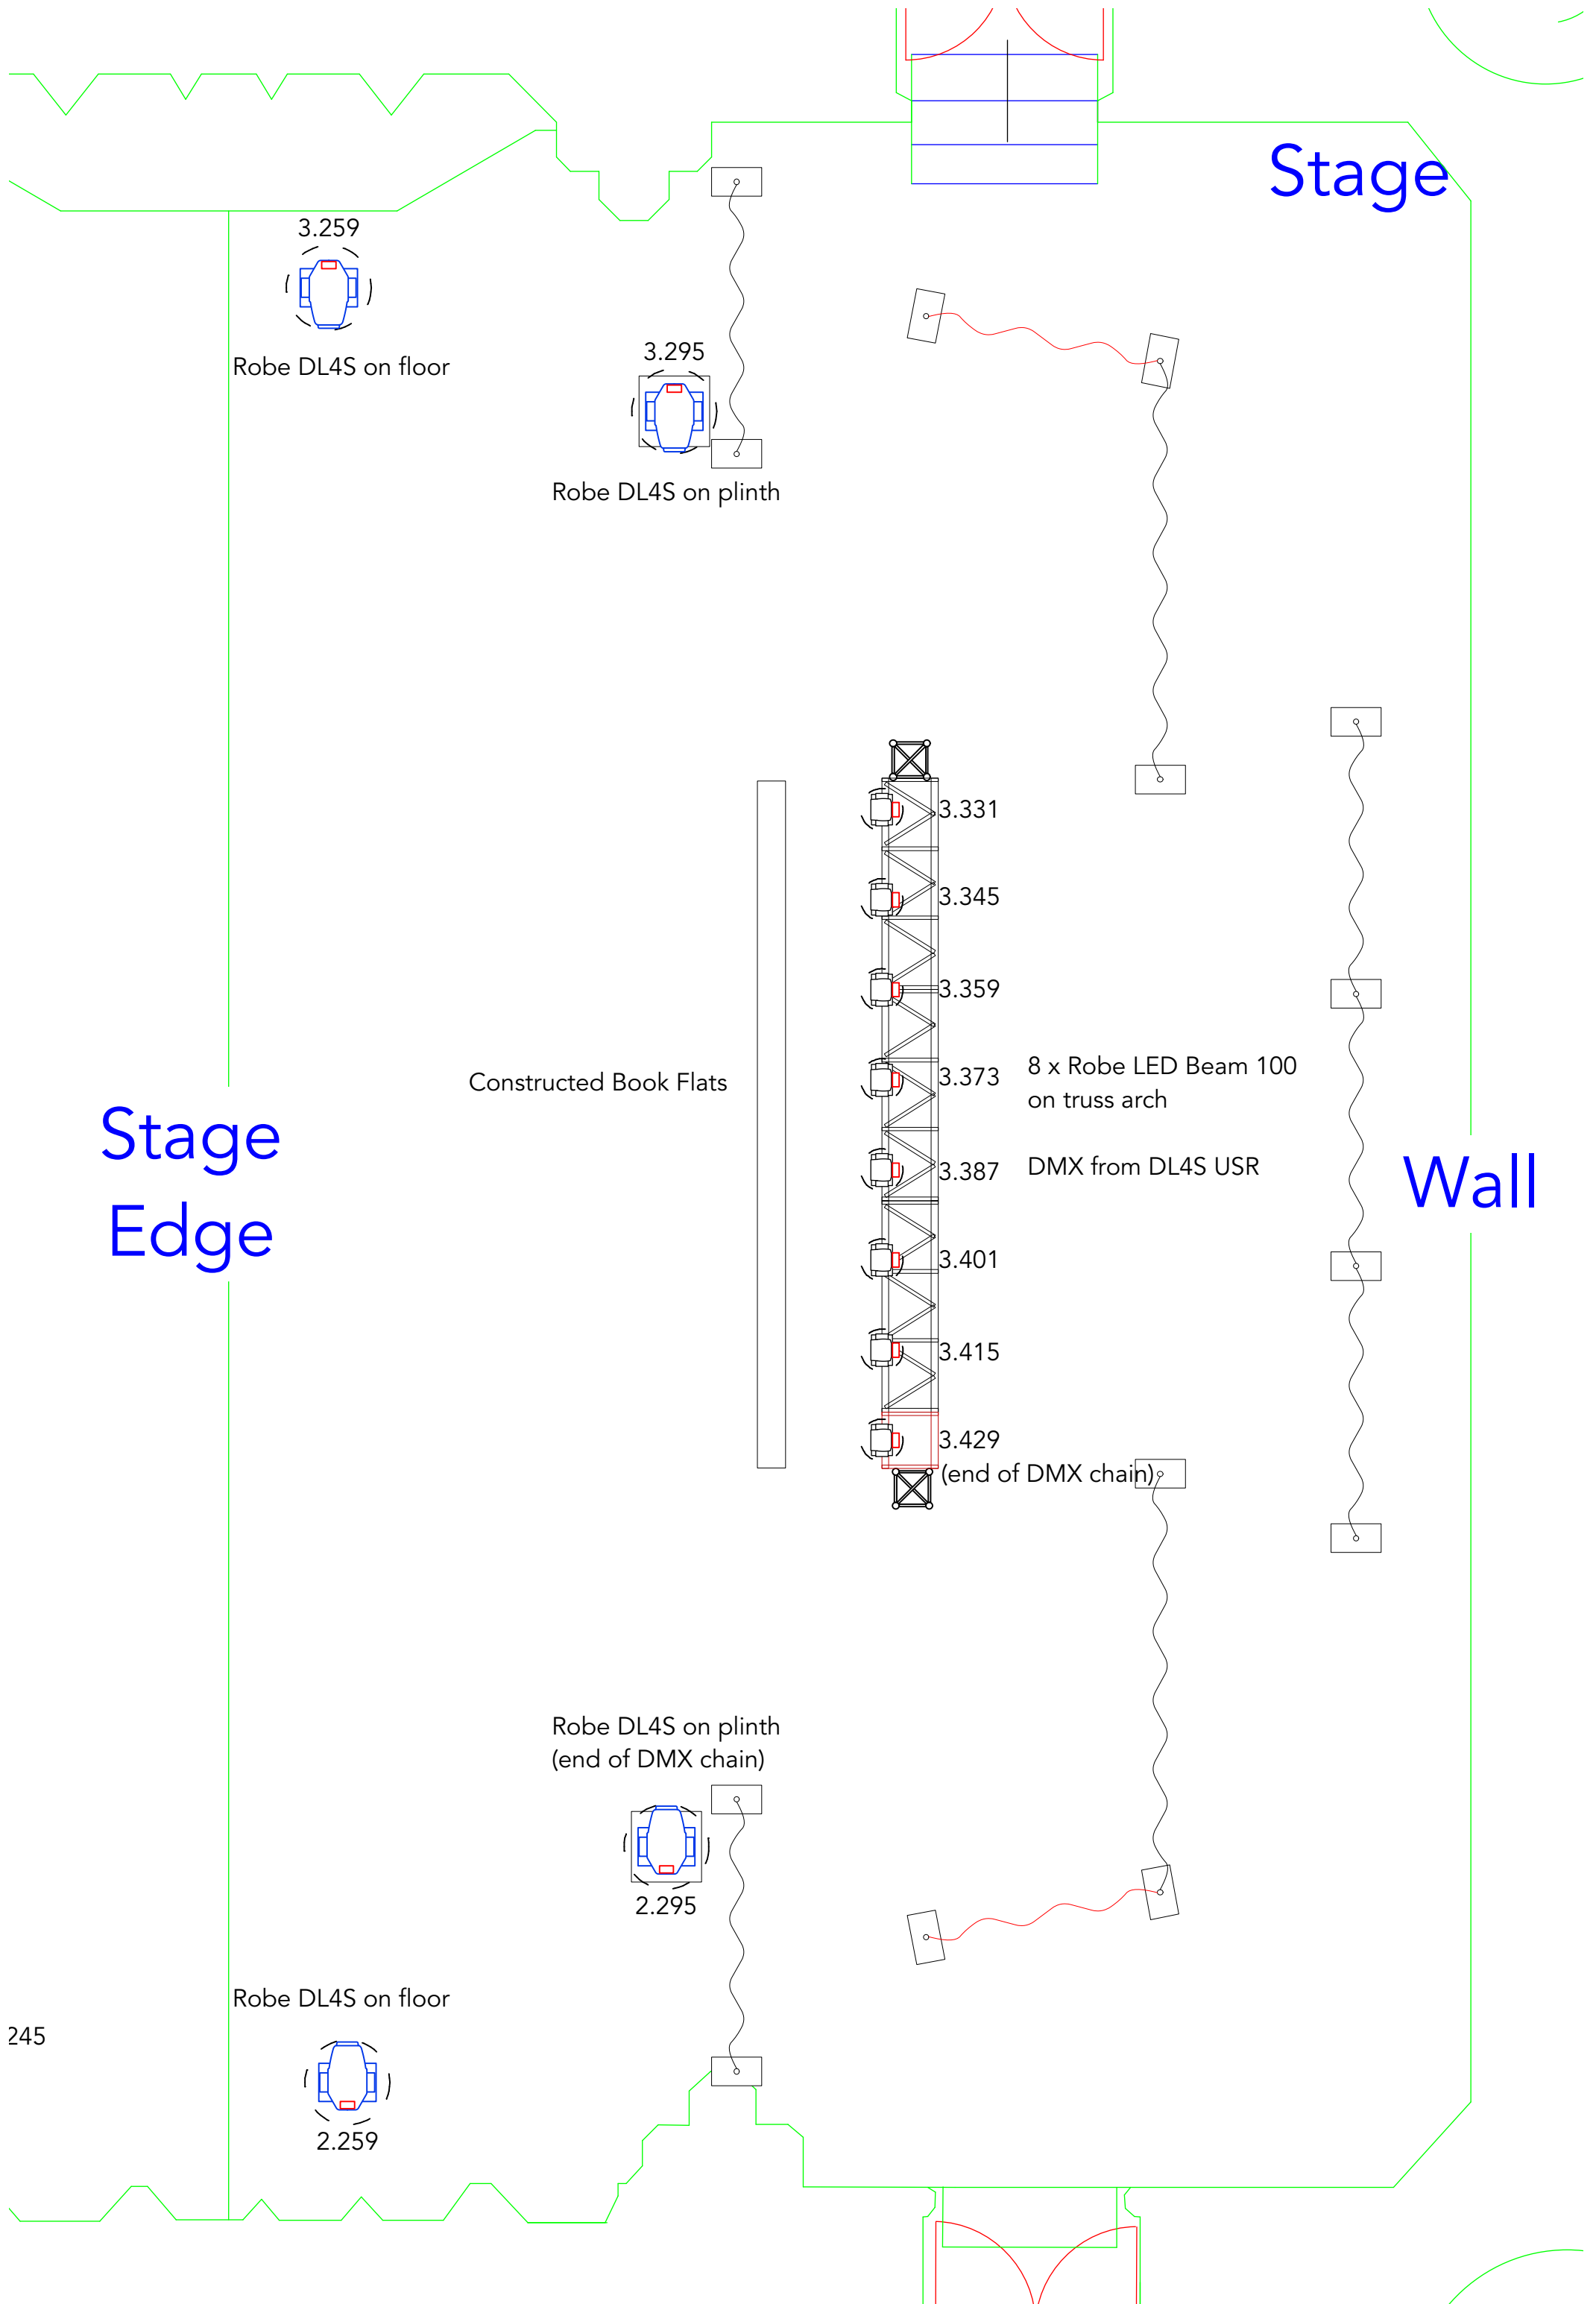 Stage
3.259
Robe DL4S on floor
3.295
Robe DL4S on plinth
3.331
3.345
3.359
3.373
8 x Robe LED Beam 100
on truss arch
Constructed Book Flats
Stage
Edge
3.387
DMX from DL4S USR
Wall
3.401
3.415
3.429
(end of DMX chain)
Robe DL4S on plinth
(end of DMX chain)
2.295
Robe DL4S on floor
245
2.259